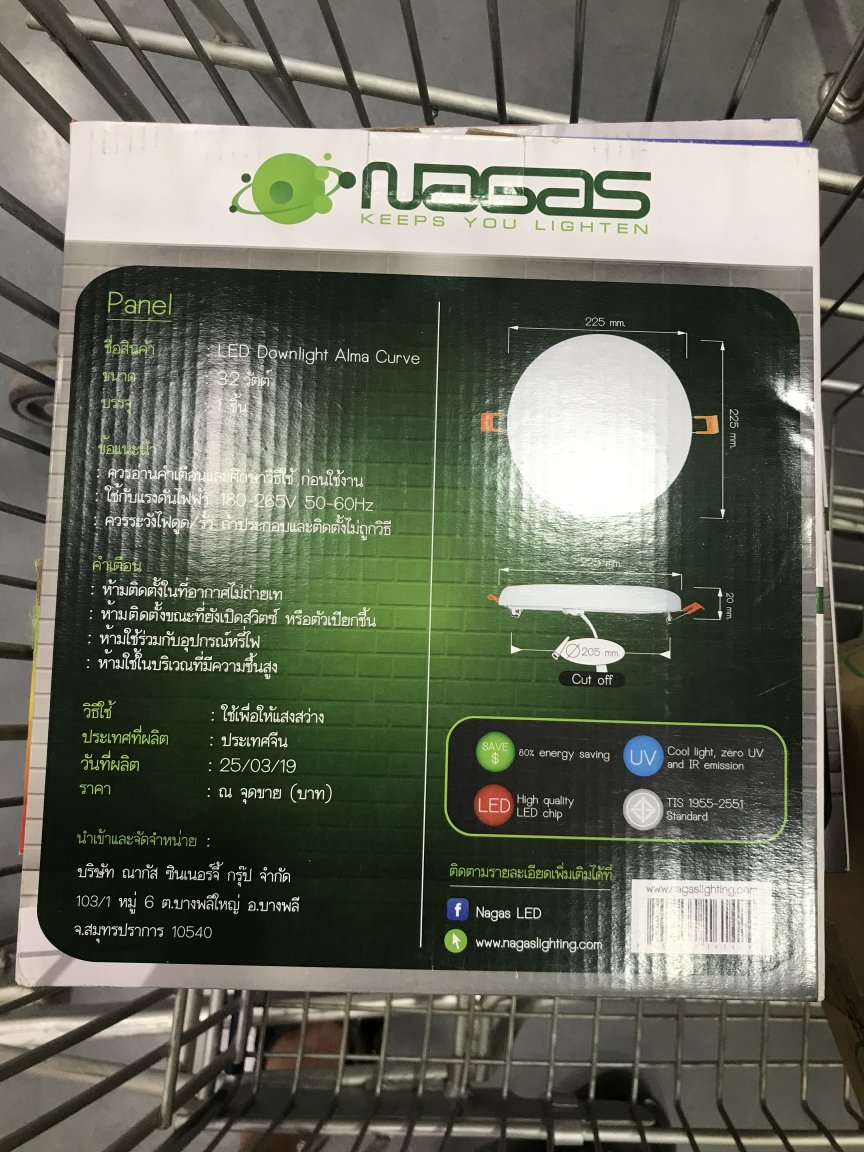 NAGAS
KEEPS YOU LIGHTEN
Panel
ชื่อสินค้า : LED Downlight Alma Curve
ขนาด : 32 วัตต์
บรรจุ : 1 ชิ้น
ข้อแนะนำ
: ควรอ่านคำเตือนและศึกษาวิธีใช้ ก่อนใช้งาน
: ใช้กับแรงดันไฟฟ้า 180-265V 50-60Hz
: ควรระวังไฟดูด/รั่ว ถ้าประกอบและติดตั้งไม่ถูกวิธี
คำเตือน
: ห้ามติดตั้งในที่อากาศไม่ถ่ายเท
: ห้ามติดตั้งขณะที่ยังเปิดสวิตซ์ หรือตัวเปียกชื้น
: ห้ามใช้ร่วมกับอุปกรณ์หรี่ไฟ
: ห้ามใช้ในบริเวณที่มีความชื้นสูง
วิธีใช้ : ใช้เพื่อให้แสงสว่าง
ประเทศที่ผลิต : ประเทศจีน
วันที่ผลิต : 25/03/19
ราคา : ณ จุดขาย (บาท)
นำเข้าและจัดจำหน่าย :
บริษัท ณากัส ซินเนอร์จี้ กรุ๊ป จำกัด
103/1 หมู่ 6 ต.บางพลีใหญ่ อ.บางพลี
จ.สมุทรปราการ 10540
225 mm.
225 mm.
225 mm.
20 mm.
Ø 205 mm.
Cut off
SAVE
$
80% energy saving
UV
Cool light, zero UV
and IR emission
LED
High quality
LED chip
TIS 1955-2551
Standard
ติดตามรายละเอียดเพิ่มเติมได้ที่
f Nagas LED
www.nagaslighting.com
www.nagaslighting.com